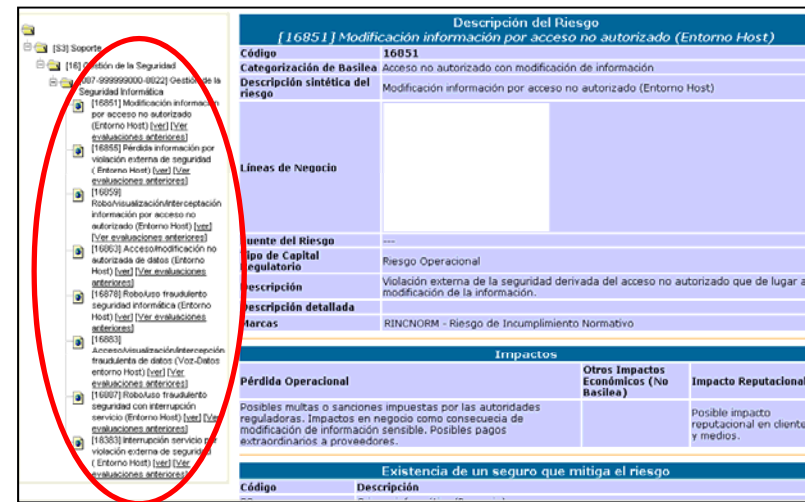 [S3] Soporte
[16] Gestión de la Seguridad
[087-999999000-0022] Gestión de la
Seguridad Informática
[16851] Modificación información
por acceso no autorizado
(Entorno Host) [ver] [Ver
evaluaciones anteriores]
[16855] Pérdida información por
violación externa de seguridad
( Entorno Host) [ver] [Ver
evaluaciones anteriores]
[16859]
Robo/visualización/interceptación
información por acceso no
autorizado (Entorno Host) [ver]
[Ver evaluaciones anteriores]
[16863] Acceso/modificación no
autorizada de datos (Entorno
Host) [ver] [Ver evaluaciones
anteriores]
[16878] Robo/uso fraudulento
seguridad informática (Entorno
Host) [ver] [Ver evaluaciones
anteriores]
[16883]
Acceso/visualización/intercepción
fraudulenta de datos (Voz-Datos
entorno Host) [ver] [Ver
evaluaciones anteriores]
[16887] Robo/uso fraudulento
seguridad con interrupción
servicio (Entorno Host) [ver] [Ver
evaluaciones anteriores]
[18383] Interrupción servicio por
violación externa de seguridad
( Entorno Host) [ver] [Ver
evaluaciones anteriores]
Descripción del Riesgo
[16851] Modificación información por acceso no autorizado (Entorno Host)
Código 16851
Categorización de Basilea Acceso no autorizado con modificación de información
Descripción sintética del
riesgo Modificación información por acceso no autorizado (Entorno Host)
Líneas de Negocio
uente del Riesgo ---
Tipo de Capital
Regulatorio Riesgo Operacional
Descripción Violación externa de la seguridad derivada del acceso no autorizado que de lugar a
modificación de la información.
Descripción detallada
Marcas RINCNORM - Riesgo de Incumplimiento Normativo
Impactos
Pérdida Operacional Otros Impactos
Económicos (No
Basilea) Impacto Reputacional
Posibles multas o sanciones impuestas por las autoridades
reguladoras. Impactos en negocio como consecuecia de
modificación de información sensible. Posibles pagos
extraordinarios a proveedores.
Posible impacto
reputacional en cliente
y medios.
Existencia de un seguro que mitiga el riesgo
Código Descripción